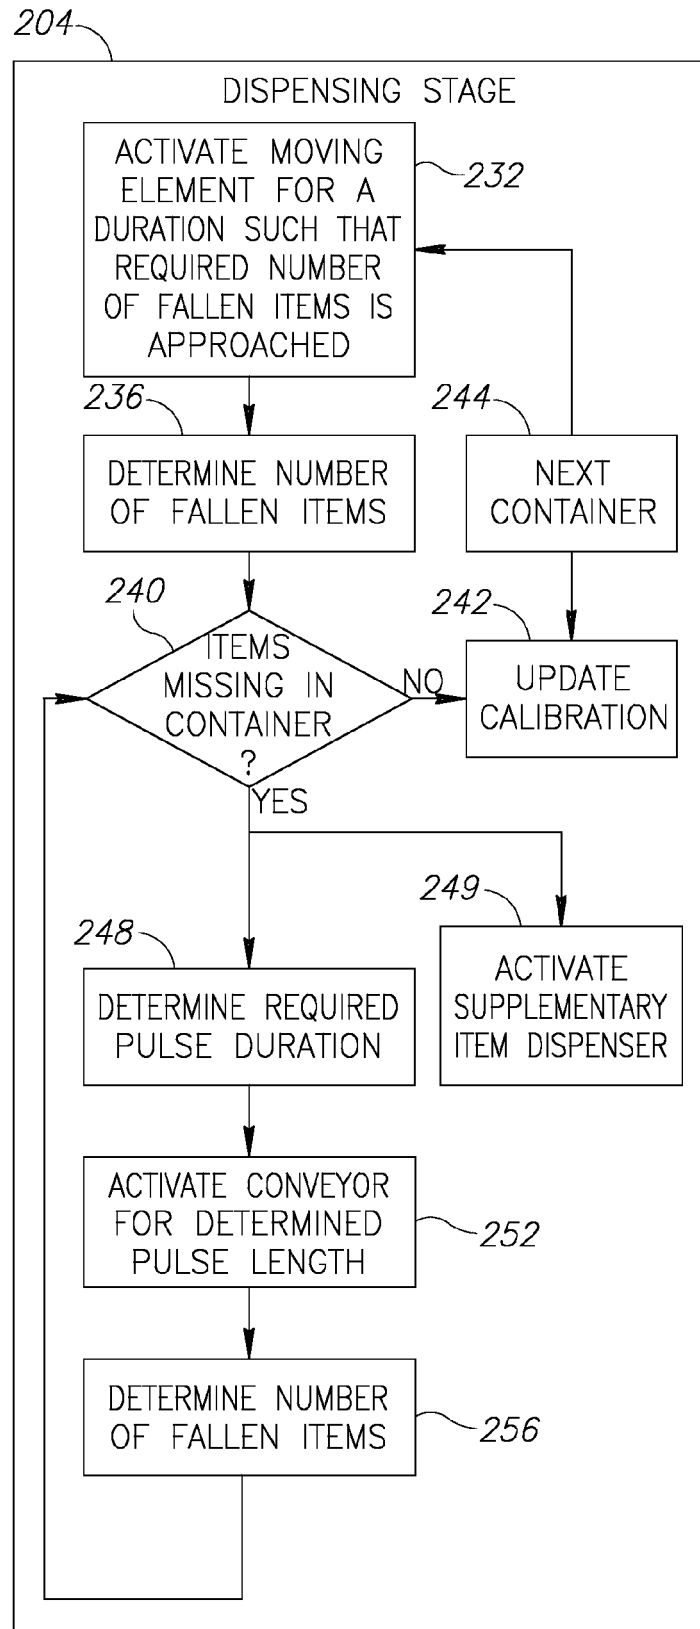 204
DISPENSING STAGE
ACTIVATE MOVING
ELEMENT FOR A
DURATION SUCH THAT
REQUIRED NUMBER
OF FALLEN ITEMS IS
APPROACHED
232
236
DETERMINE NUMBER
OF FALLEN ITEMS
244
NEXT
CONTAINER
240
ITEMS
MISSING IN
CONTAINER
?
NO
YES
242
UPDATE
CALIBRATION
248
DETERMINE REQUIRED
PULSE DURATION
249
ACTIVATE
SUPPLEMENTARY
ITEM DISPENSER
ACTIVATE CONVEYOR
FOR DETERMINED
PULSE LENGTH
252
DETERMINE NUMBER
OF FALLEN ITEMS
256